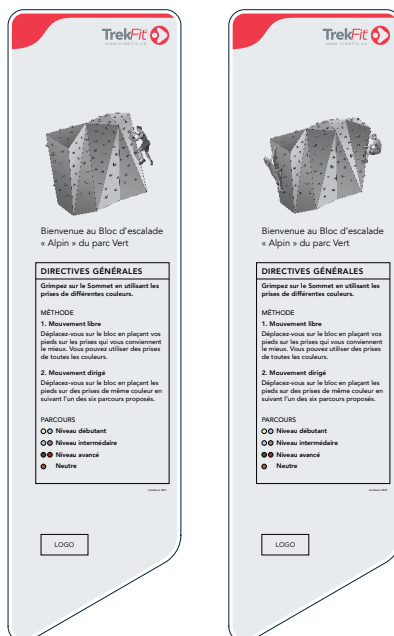 TrekFit
www.trekfit.ca
Bienvenue au Bloc d'escalade
« Alpin » du parc Vert
DIRECTIVES GÉNÉRALES
Grimpez sur le Sommet en utilisant les
prises de différentes couleurs.
MÉTHODE
1. Mouvement libre
Déplacez-vous sur le bloc en plaçant vos
pieds sur les prises qui vous conviennent
le mieux. Vous pouvez utiliser des prises
de toutes les couleurs.
2. Mouvement dirigé
Déplacez-vous sur le bloc en plaçant les
pieds sur des prises de même couleur en
suivant l'un des six parcours proposés.
PARCOURS
Niveau débutant
Niveau intermédaire
Niveau avancé
Neutre
LOGO
TrekFit
www.trekfit.ca
Bienvenue au Bloc d'escalade
« Alpin » du parc Vert
DIRECTIVES GÉNÉRALES
Grimpez sur le Sommet en utilisant les
prises de différentes couleurs.
MÉTHODE
1. Mouvement libre
Déplacez-vous sur le bloc en plaçant vos
pieds sur les prises qui vous conviennent
le mieux. Vous pouvez utiliser des prises
de toutes les couleurs.
2. Mouvement dirigé
Déplacez-vous sur le bloc en plaçant les
pieds sur des prises de même couleur en
suivant l'un des six parcours proposés.
PARCOURS
Niveau débutant
Niveau intermédaire
Niveau avancé
Neutre
LOGO